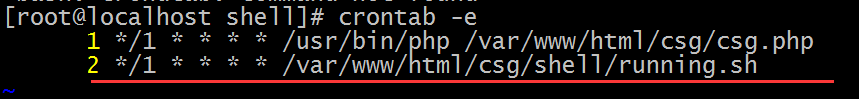 [root@localhost shell]# crontab -e
1 */1 * * * * /usr/bin/php /var/www/html/csg/csg.php
2 */1 * * * * /var/www/html/csg/shell/running.sh
~